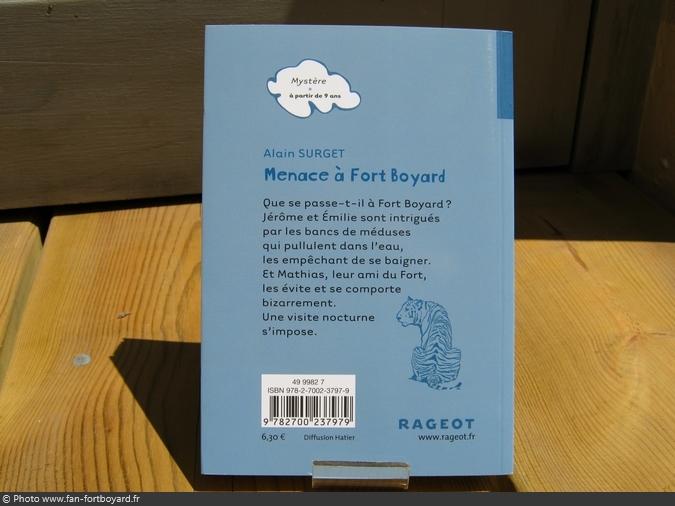 Mystère
à partir de 9 ans
Alain SURGET
Menace à Fort Boyard
Que se passe-t-il à Fort Boyard ?
Jérôme et Émilie sont intrigués
par les bancs de méduses
qui pullulent dans l'eau,
les empêchant de se baigner.
Et Mathias, leur ami du Fort,
les évite et se comporte
bizarrement.
Une visite nocturne
s'impose.
49 9982 7
ISBN 978-2-7002-3797-9
9 782700 237979
6,30 € Diffusion Hatier
RAGEOT
www.rageot.fr
© Photo www.fan-fortboyard.fr